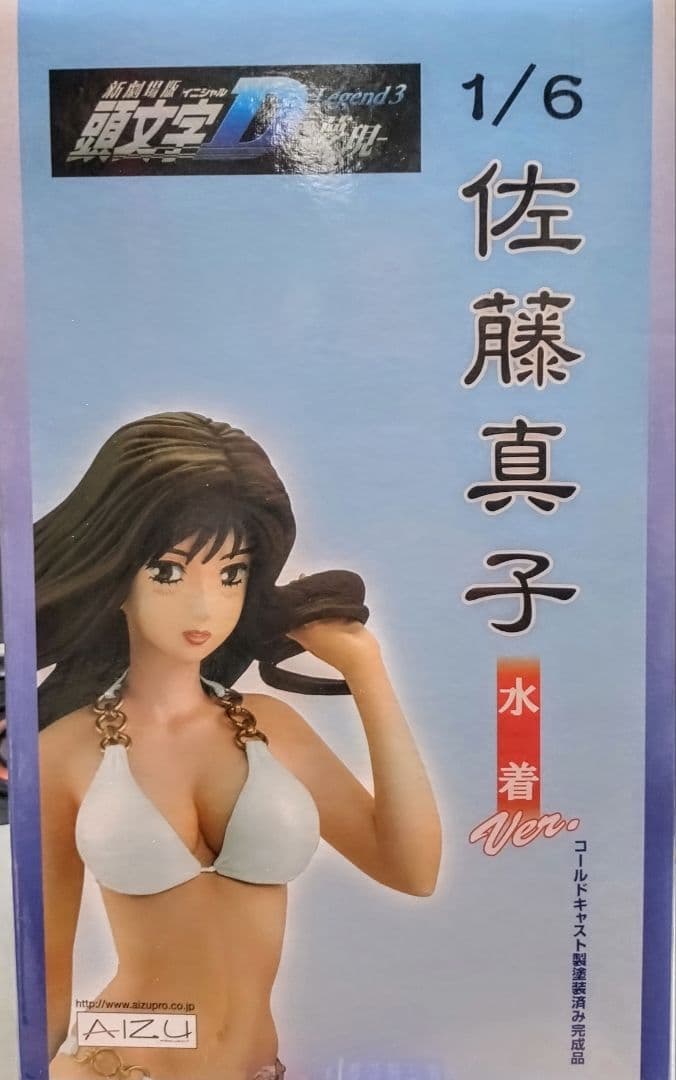 新劇場版 イニシャル
頭文字D Legend3
現-
1/6
佐藤真子
水着
Ver.
コールドキャスト製塗装済み完成品
http://www.aizupro.co.jp
AIZU